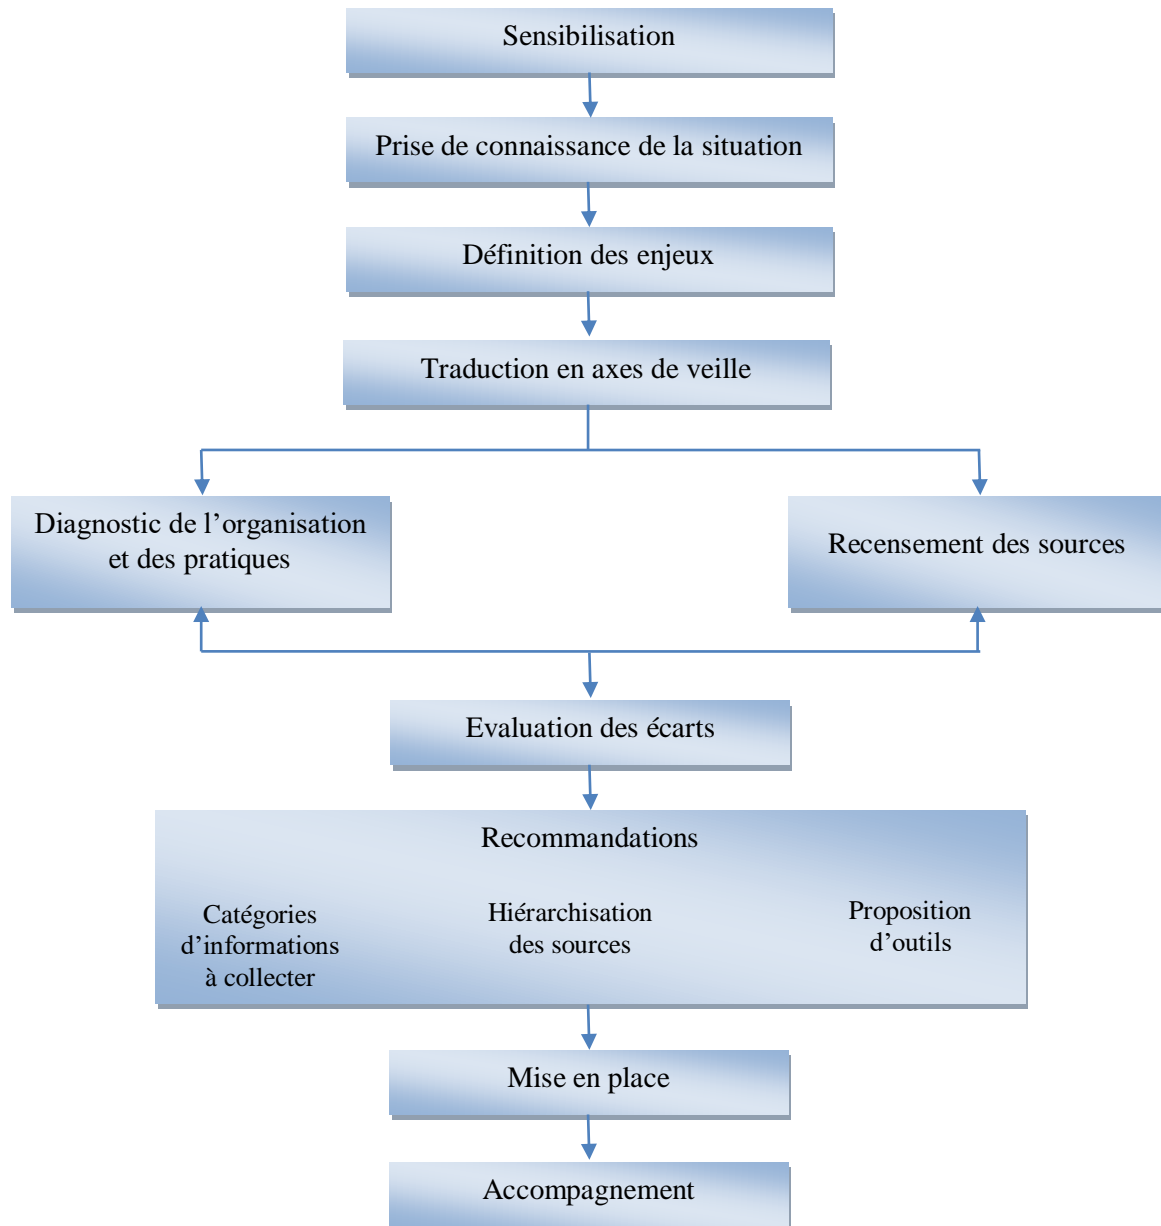 Sensibilisation
Prise de connaissance de la situation
Définition des enjeux
Traduction en axes de veille
Diagnostic de l’organisation
et des pratiques
Recensement des sources
Evaluation des écarts
Recommandations
Catégories
d’informations
à collecter
Hiérarchisation
des sources
Proposition
d’outils
Mise en place
Accompagnement